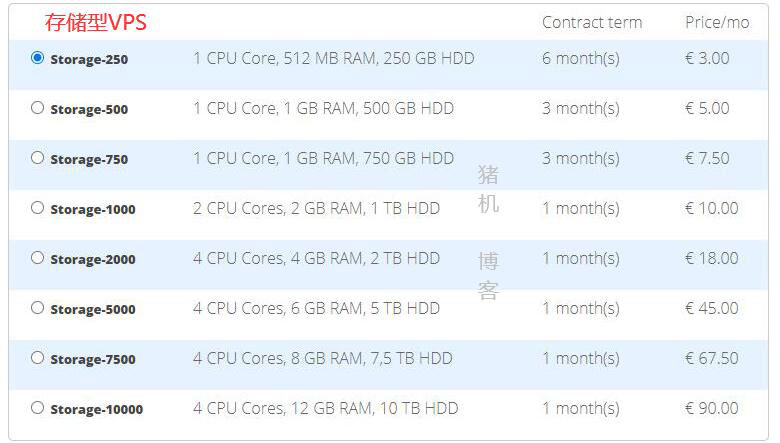 存储型VPS Contract term Price/mo
Storage-250 1 CPU Core, 512 MB RAM, 250 GB HDD 6 month(s) € 3.00
Storage-500 1 CPU Core, 1 GB RAM, 500 GB HDD 3 month(s) € 5.00
Storage-750 1 CPU Core, 1 GB RAM, 750 GB HDD 3 month(s) € 7.50
Storage-1000 2 CPU Cores, 2 GB RAM, 1 TB HDD 1 month(s) € 10.00
Storage-2000 4 CPU Cores, 4 GB RAM, 2 TB HDD 1 month(s) € 18.00
Storage-5000 4 CPU Cores, 6 GB RAM, 5 TB HDD 1 month(s) € 45.00
Storage-7500 4 CPU Cores, 8 GB RAM, 7,5 TB HDD 1 month(s) € 67.50
Storage-10000 4 CPU Cores, 12 GB RAM, 10 TB HDD 1 month(s) € 90.00
猪机博客